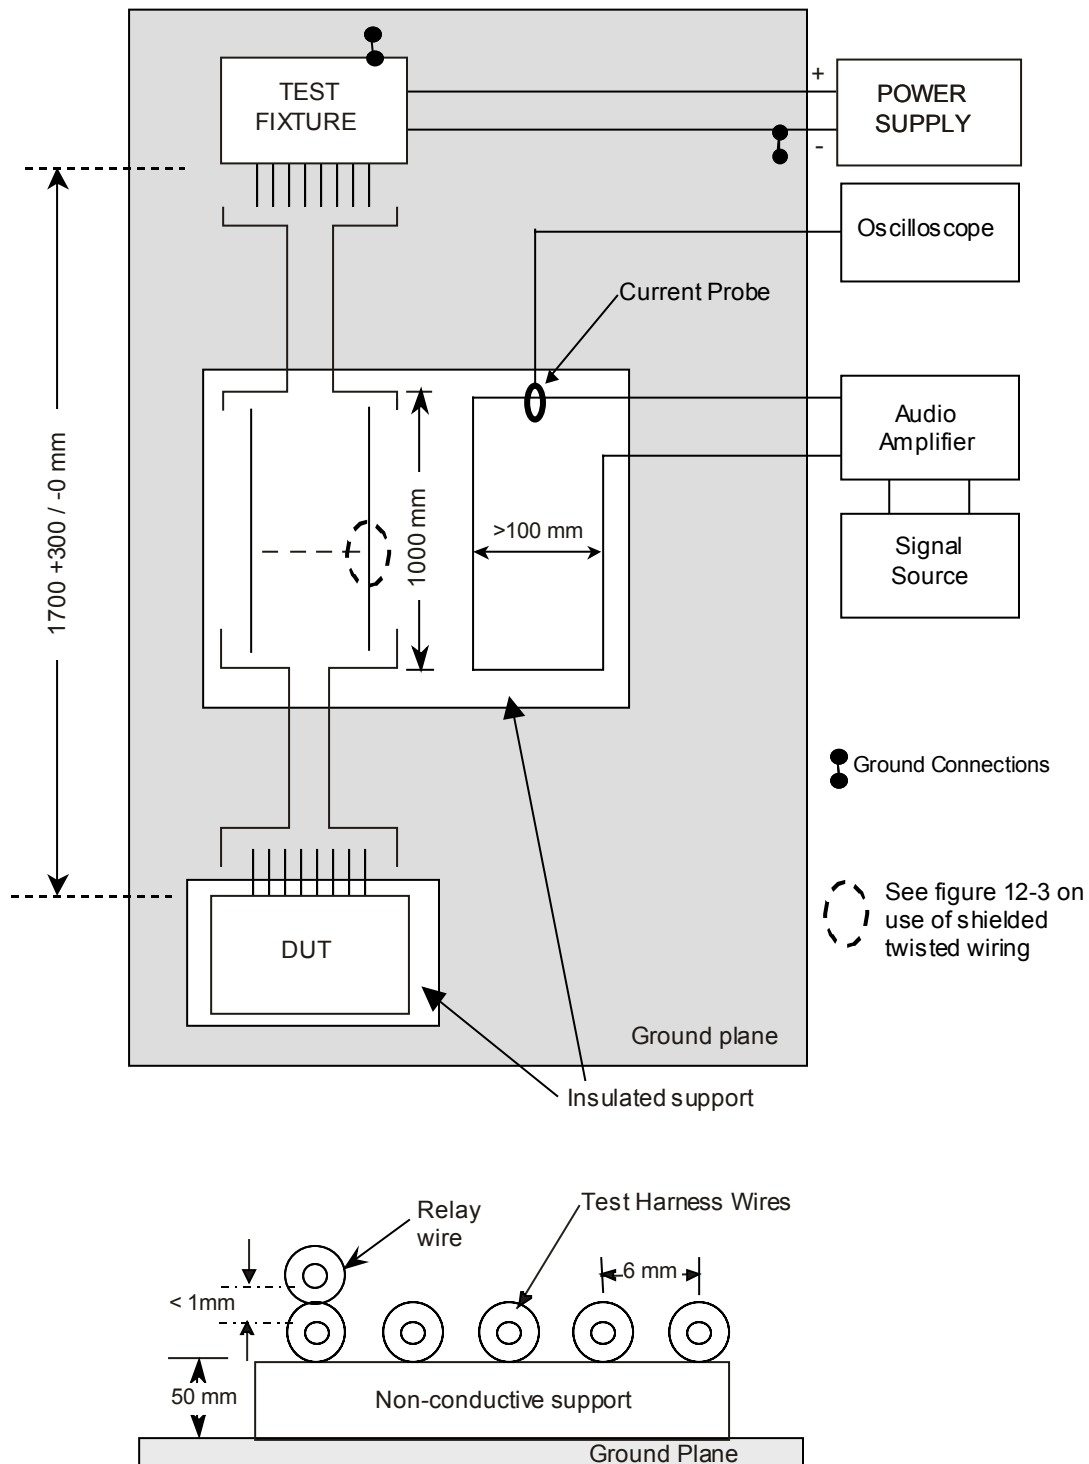 TEST
FIXTURE
+
POWER
SUPPLY
-
Oscilloscope
Current Probe
Audio
Amplifier
1700 +300 / -0 mm
1000 mm
>100 mm
Signal
Source
Ground Connections
See figure 12-3 on
use of shielded
twisted wiring
DUT
Ground plane
Insulated support
Relay
wire
Test Harness Wires
6 mm
< 1mm
50 mm
Non-conductive support
Ground Plane